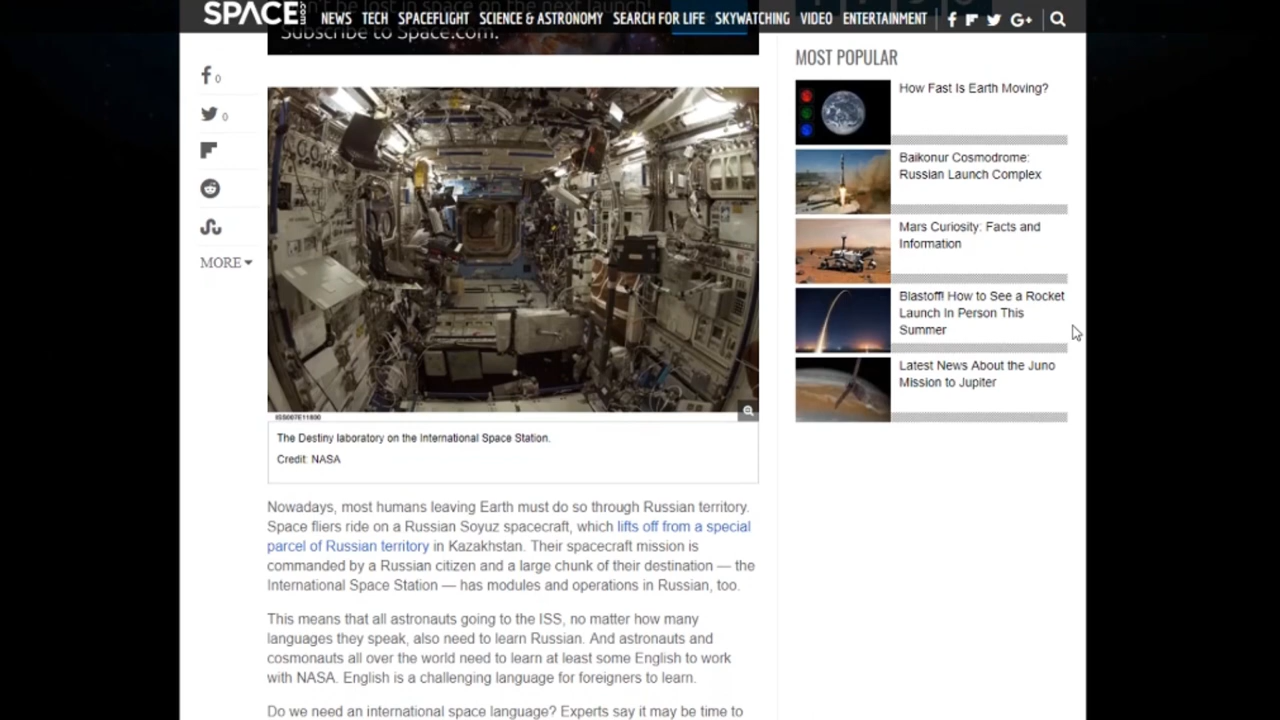 SPACE.com
NEWS TECH SPACEFLIGHT SCIENCE & ASTRONOMY SEARCH FOR LIFE SKYWATCHING VIDEO ENTERTAINMENT
be lost in space on the next launch!
Subscribe to Space.com.
0
0
MORE
ISS007E11800
The Destiny laboratory on the International Space Station.
Credit: NASA
Nowadays, most humans leaving Earth must do so through Russian territory.
Space fliers ride on a Russian Soyuz spacecraft, which lifts off from a special
parcel of Russian territory in Kazakhstan. Their spacecraft mission is
commanded by a Russian citizen and a large chunk of their destination — the
International Space Station — has modules and operations in Russian, too.
This means that all astronauts going to the ISS, no matter how many
languages they speak, also need to learn Russian. And astronauts and
cosmonauts all over the world need to learn at least some English to work
with NASA. English is a challenging language for foreigners to learn.
Do we need an international space language? Experts say it may be time to
MOST POPULAR
How Fast Is Earth Moving?
Baikonur Cosmodrome:
Russian Launch Complex
Mars Curiosity: Facts and
Information
Blastoff! How to See a Rocket
Launch In Person This
Summer
Latest News About the Juno
Mission to Jupiter